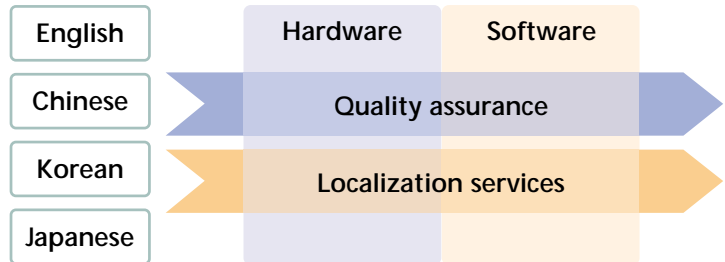 English
Hardware
Software
Chinese
Quality assurance
Korean
Localization services
Japanese